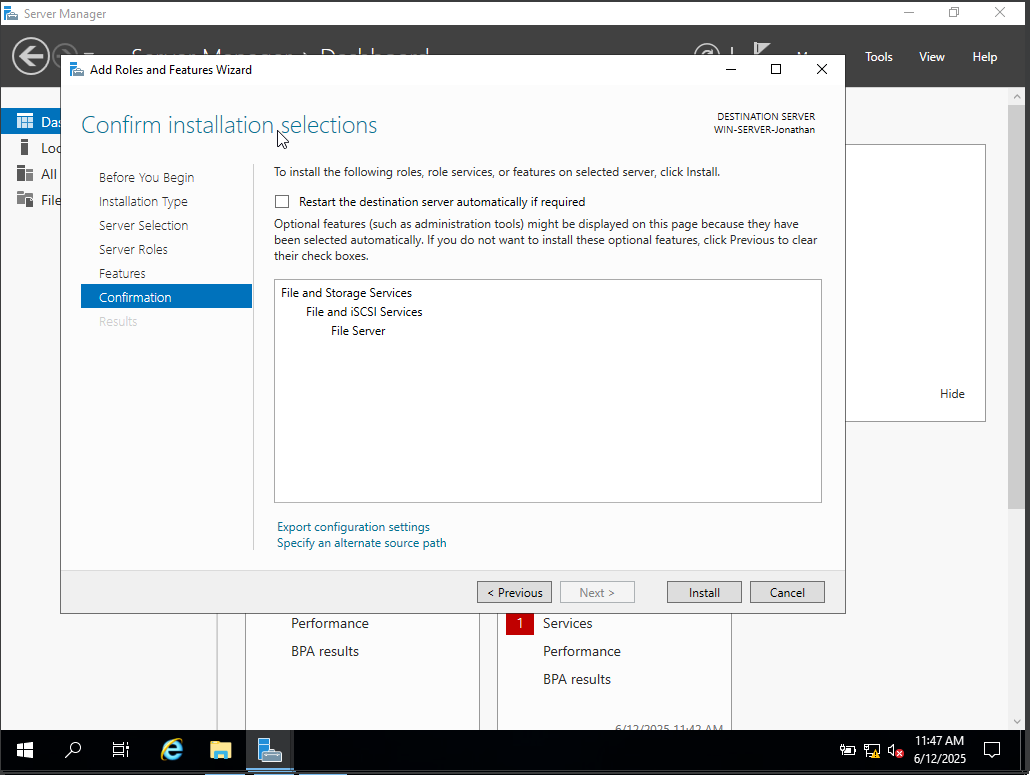 Server Manager
Tools
View
Help
Add Roles and Features Wizard
Confirm installation selections
DESTINATION SERVER
WIN-SERVER-Jonathan
Before You Begin
Installation Type
Server Selection
Server Roles
Features
Confirmation
Results
To install the following roles, role services, or features on selected server, click Install.
Restart the destination server automatically if required
Optional features (such as administration tools) might be displayed on this page because they have
been selected automatically. If you do not want to install these optional features, click Previous to clear
their check boxes.
File and Storage Services
File and iSCSI Services
File Server
Export configuration settings
Specify an alternate source path
< Previous
Next >
Install
Cancel
All
File
Hide
Performance
BPA results
1 Services
Performance
BPA results
6/12/2025 11:42 AM
11:47 AM
6/12/2025